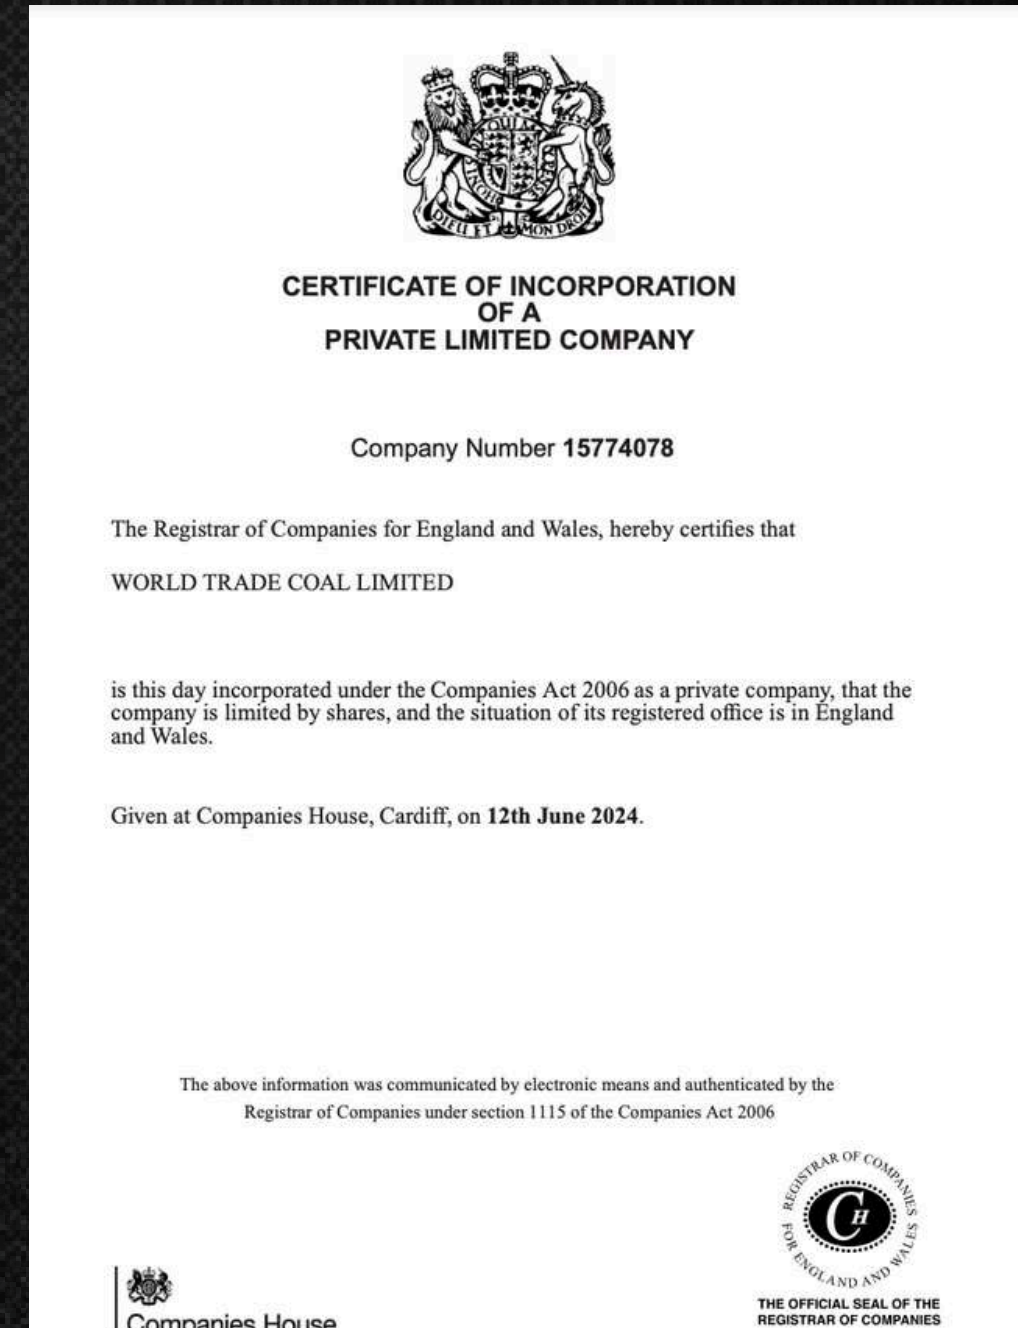 DIEU ET MON DROIT
CERTIFICATE OF INCORPORATION
OF A
PRIVATE LIMITED COMPANY
Company Number 15774078
The Registrar of Companies for England and Wales, hereby certifies that
WORLD TRADE COAL LIMITED
is this day incorporated under the Companies Act 2006 as a private company, that the
company is limited by shares, and the situation of its registered office is in England
and Wales.
Given at Companies House, Cardiff, on 12th June 2024.
The above information was communicated by electronic means and authenticated by the
Registrar of Companies under section 1115 of the Companies Act 2006
REGISTRAR OF COMPANIES
FOR ENGLAND AND WALES
CH
Companies House
THE OFFICIAL SEAL OF THE
REGISTRAR OF COMPANIES